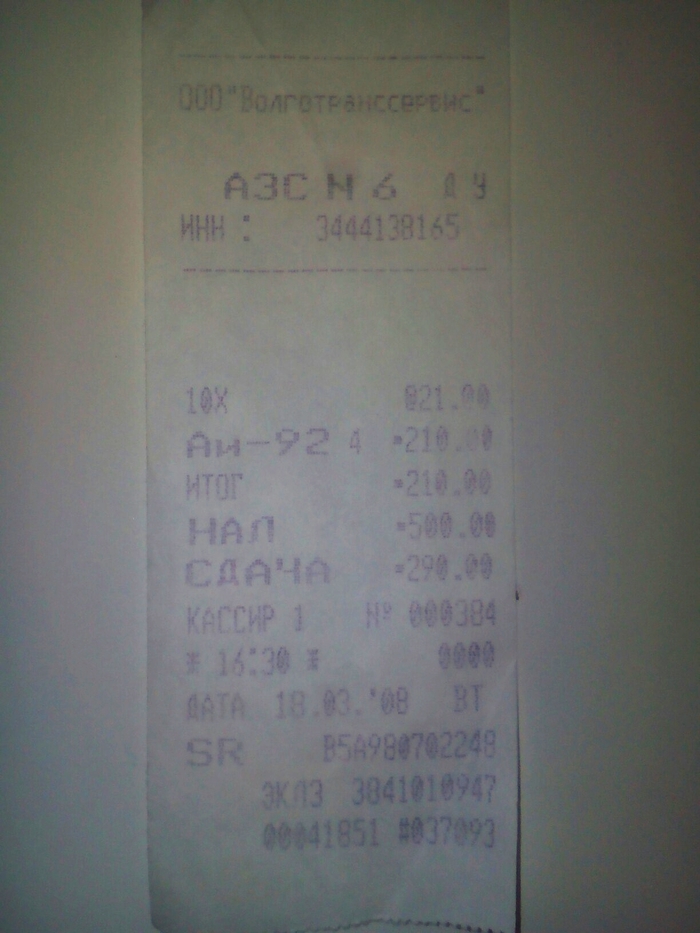 ООО"Волготранссервис"
АЗС N 6 Д У
ИНН : 3444138165
10X @21.00
Аи-92 4 =210.00
ИТОГ =210.00
НАЛ =500.00
СДАЧА =290.00
КАССИР 1 № 000384
* 16:30 * 0000
ДАТА 18.03.'08 ВТ
SR B5A980702248
ЭКЛЗ 3841010947
00041851 #037093